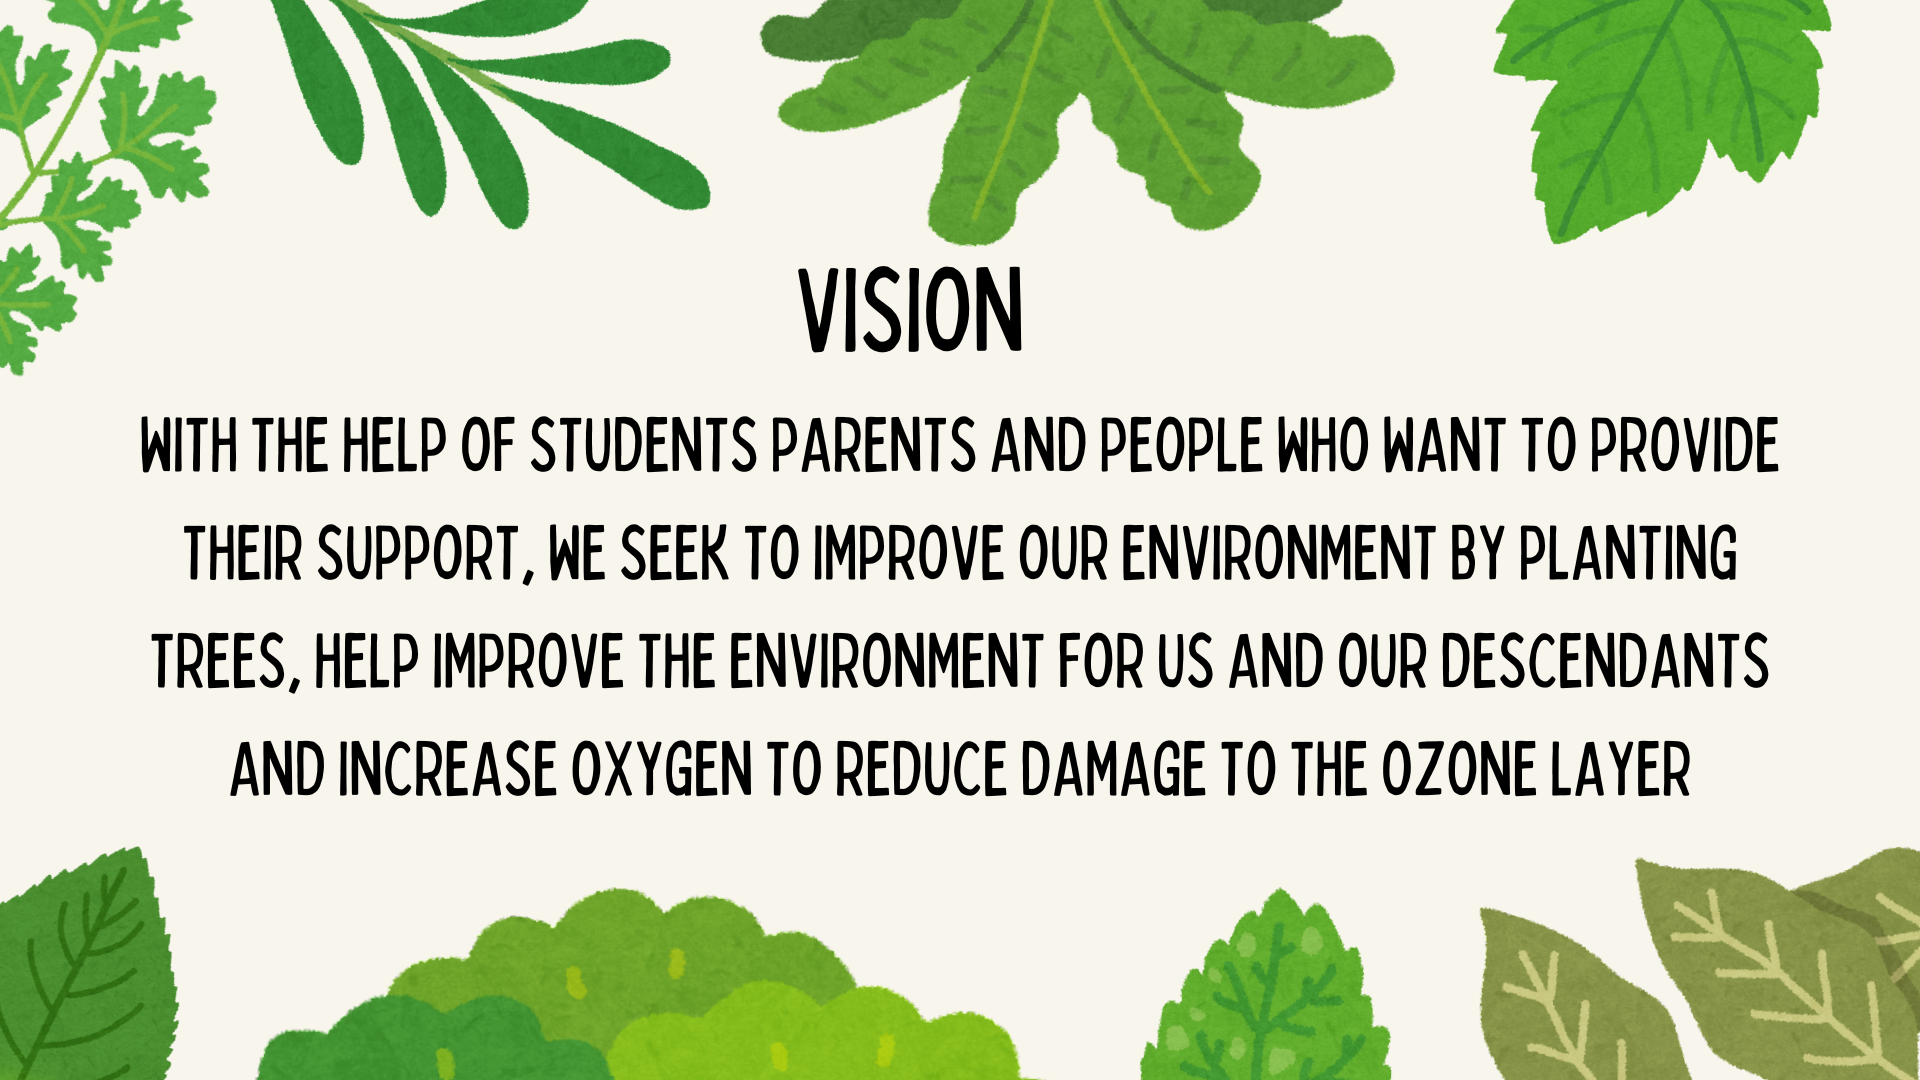 VISION
WITH THE HELP OF STUDENTS PARENTS AND PEOPLE WHO WANT TO PROVIDE
THEIR SUPPORT, WE SEEK TO IMPROVE OUR ENVIRONMENT BY PLANTING
TREES, HELP IMPROVE THE ENVIRONMENT FOR US AND OUR DESCENDANTS
AND INCREASE OXYGEN TO REDUCE DAMAGE TO THE OZONE LAYER